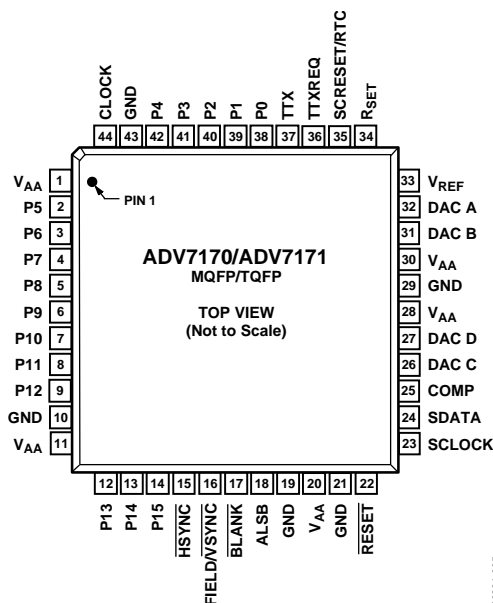 CLOCK
GND
P4
P3
P2
P1
P0
TTX
TTXREQ
SCRESET/RTC
RSET
44 43 42 41 40 39 38 37 36 35 34
VAA 1
P5 2
P6 3
P7 4
P8 5
P9 6
P10 7
P11 8
P12 9
GND 10
VAA 11
PIN 1
ADV7170/ADV7171
MQFP/TQFP
TOP VIEW
(Not to Scale)
33 VREF
32 DAC A
31 DAC B
30 VAA
29 GND
28 VAA
27 DAC D
26 DAC C
25 COMP
24 SDATA
23 SCLOCK
12 13 14 15 16 17 18 19 20 21 22
P13
P14
P15
HSYNC
FIELD/VSYNC
BLANK
ALSB
GND
VAA
GND
RESET